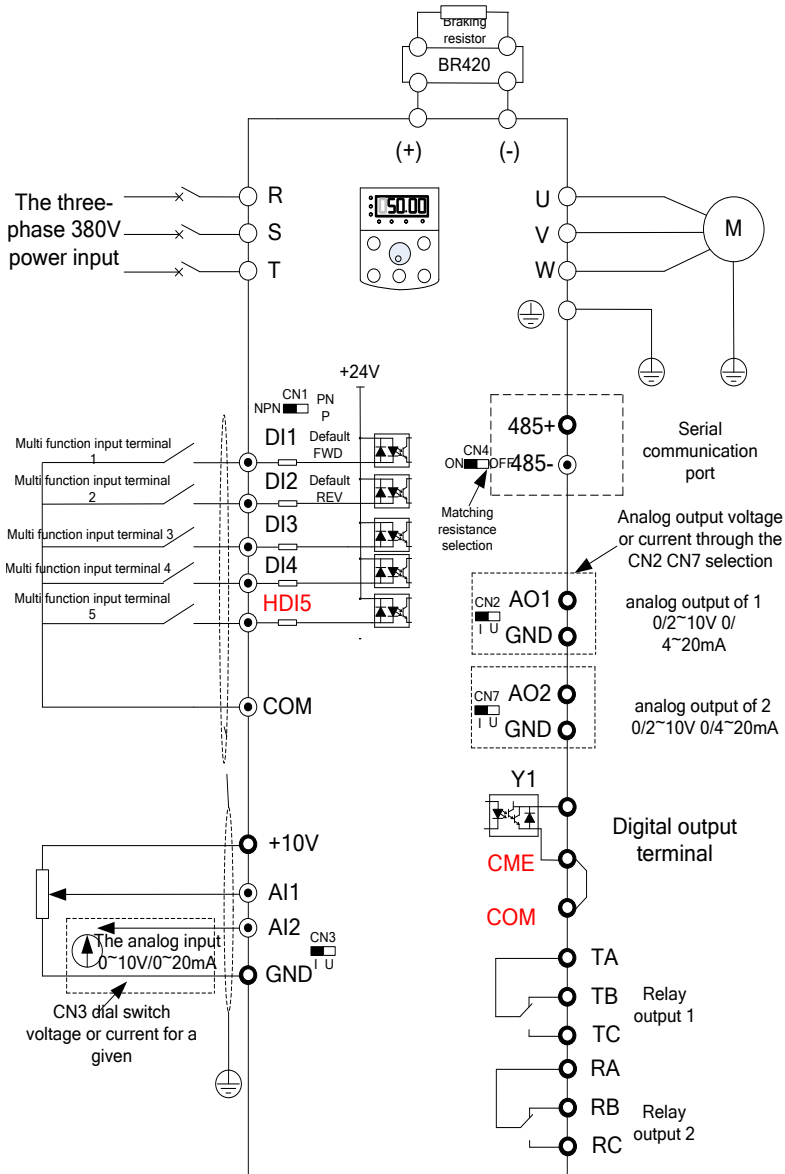 Braking
resistor
BR420
(+)
(-)
The three-
phase 380V
power input
R
S
T
50.00
U
V
W
M
+24V
CN1
NPN
PN
P
Multi function input terminal
1
DI1
Default
FWD
Multi function input terminal
2
DI2
Default
REV
Multi function input terminal 3
DI3
Multi function input terminal 4
DI4
Multi function input terminal
5
HDI5
COM
485+
CN4
ON
OFF
485-
Serial
communication
port
Matching
resistance
selection
Analog output voltage
or current through the
CN2 CN7 selection
CN2
I U
AO1
GND
analog output of 1
0/2~10V 0/
4~20mA
CN7
I U
AO2
GND
analog output of 2
0/2~10V 0/4~20mA
Y1
CME
COM
Digital output
terminal
+10V
AI1
AI2
The analog input
0~10V/0~20mA
CN3
I U
GND
CN3 dial switch
voltage or current for a
given
TA
TB
TC
Relay
output 1
RA
RB
RC
Relay
output 2